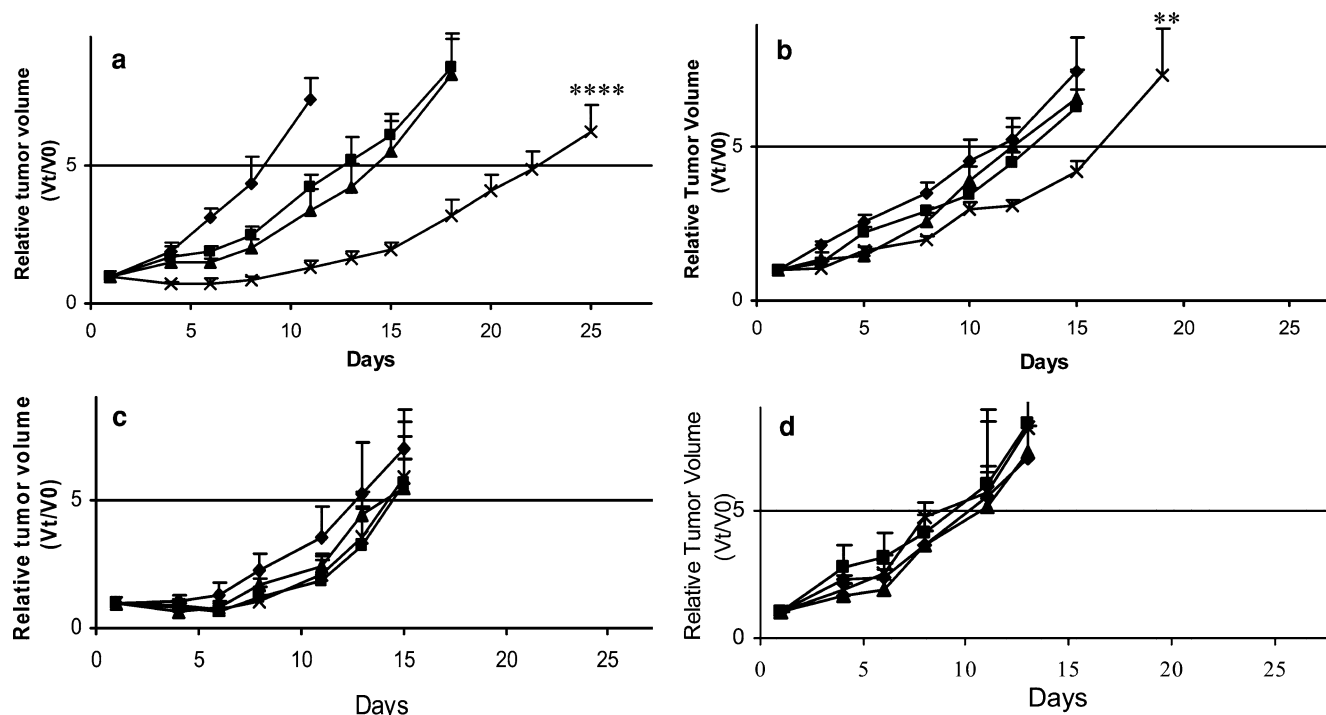 a
Relative tumor volume
(Vt/V0)
5
0
****
0 5 10 15 20 25
Days
b
Relative Tumor Volume
(Vt/V0)
5
0
**
0 5 10 15 20 25
Days
c
Relative tumor volume
(Vt/V0)
5
0
0 5 10 15 20 25
Days
d
Relative Tumor Volume
(Vt/V0)
5
0
0 5 10 15 20 25
Days